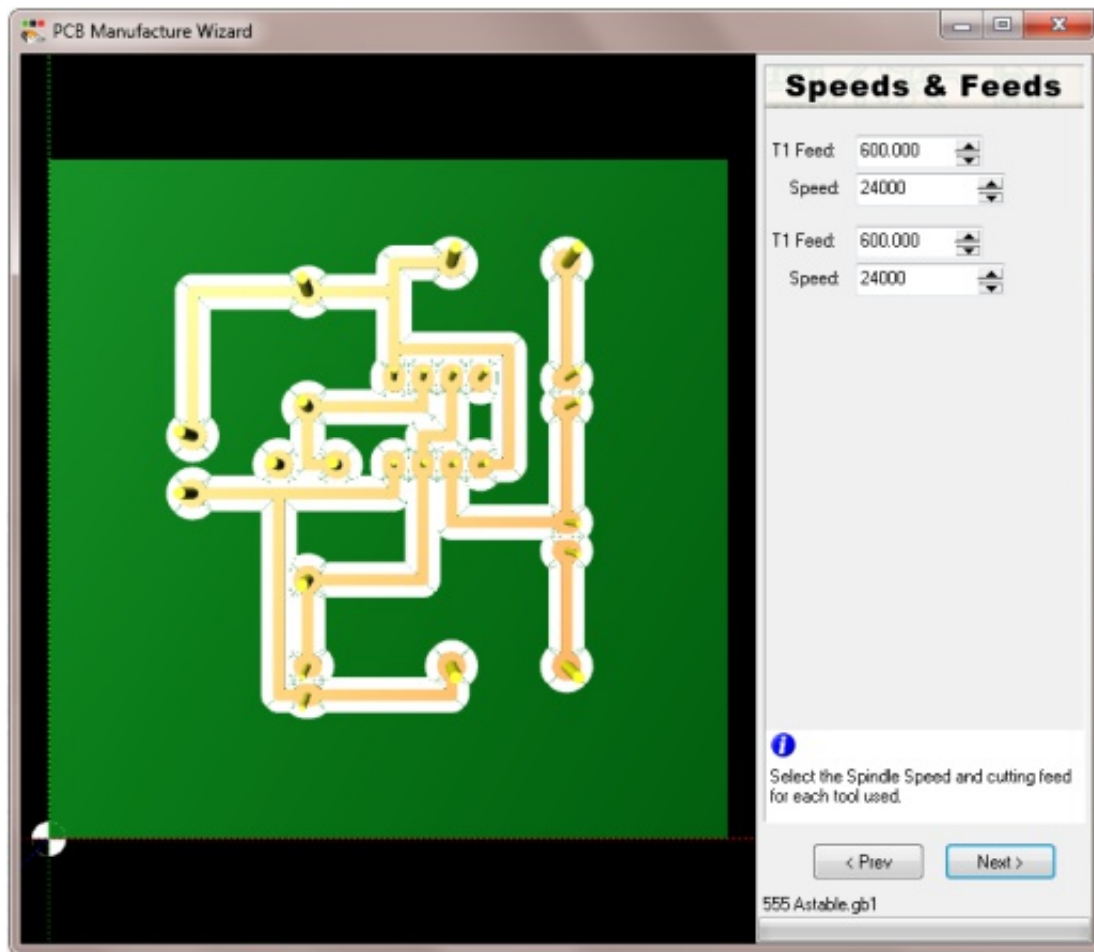 PCB Manufacture Wizard
Speeds & Feeds
T1 Feed: 600.000
Speed: 24000
T1 Feed: 600.000
Speed: 24000
Select the Spindle Speed and cutting feed
for each tool used.
< Prev Next >
555 Astable.gb1